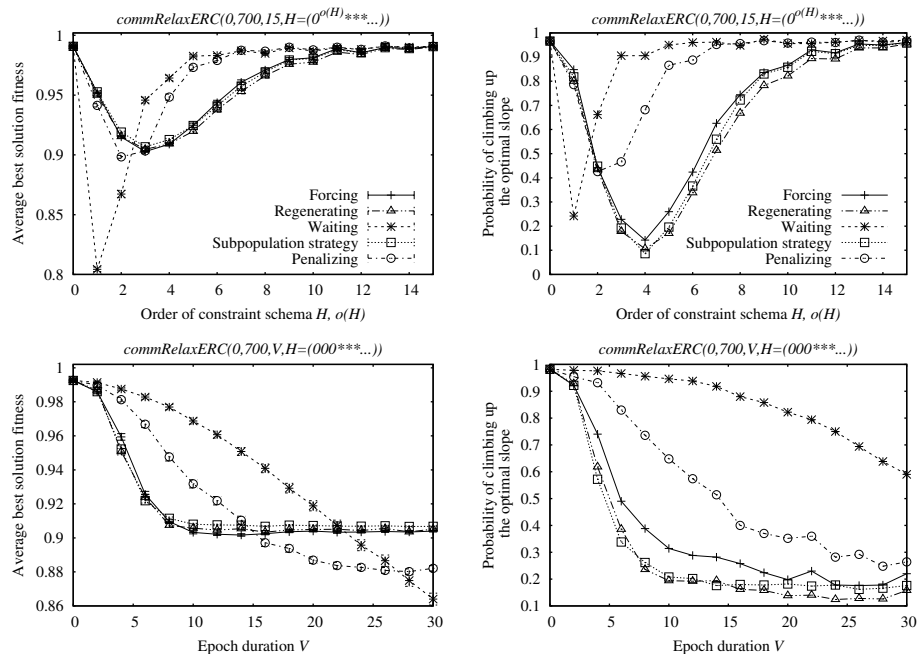 commRelaxERC(0,700,15,H=(0^o(H)***...))
1
0.95
0.9
0.85
0.8
Average best solution fitness
Forcing
Regenerating
Waiting
Subpopulation strategy
Penalizing
0 2 4 6 8 10 12 14
Order of constraint schema H, o(H)
commRelaxERC(0,700,15,H=(0^o(H)***...))
1
0.9
0.8
0.7
0.6
0.5
0.4
0.3
0.2
0.1
0
Probability of climbing up
the optimal slope
Forcing
Regenerating
Waiting
Subpopulation strategy
Penalizing
0 2 4 6 8 10 12 14
Order of constraint schema H, o(H)
commRelaxERC(0,700,V,H=(000***...))
1
0.98
0.96
0.94
0.92
0.9
0.88
0.86
Average best solution fitness
0 5 10 15 20 25 30
Epoch duration V
commRelaxERC(0,700,V,H=(000***...))
1
0.9
0.8
0.7
0.6
0.5
0.4
0.3
0.2
0.1
Probability of climbing up
the optimal slope
0 5 10 15 20 25 30
Epoch duration V